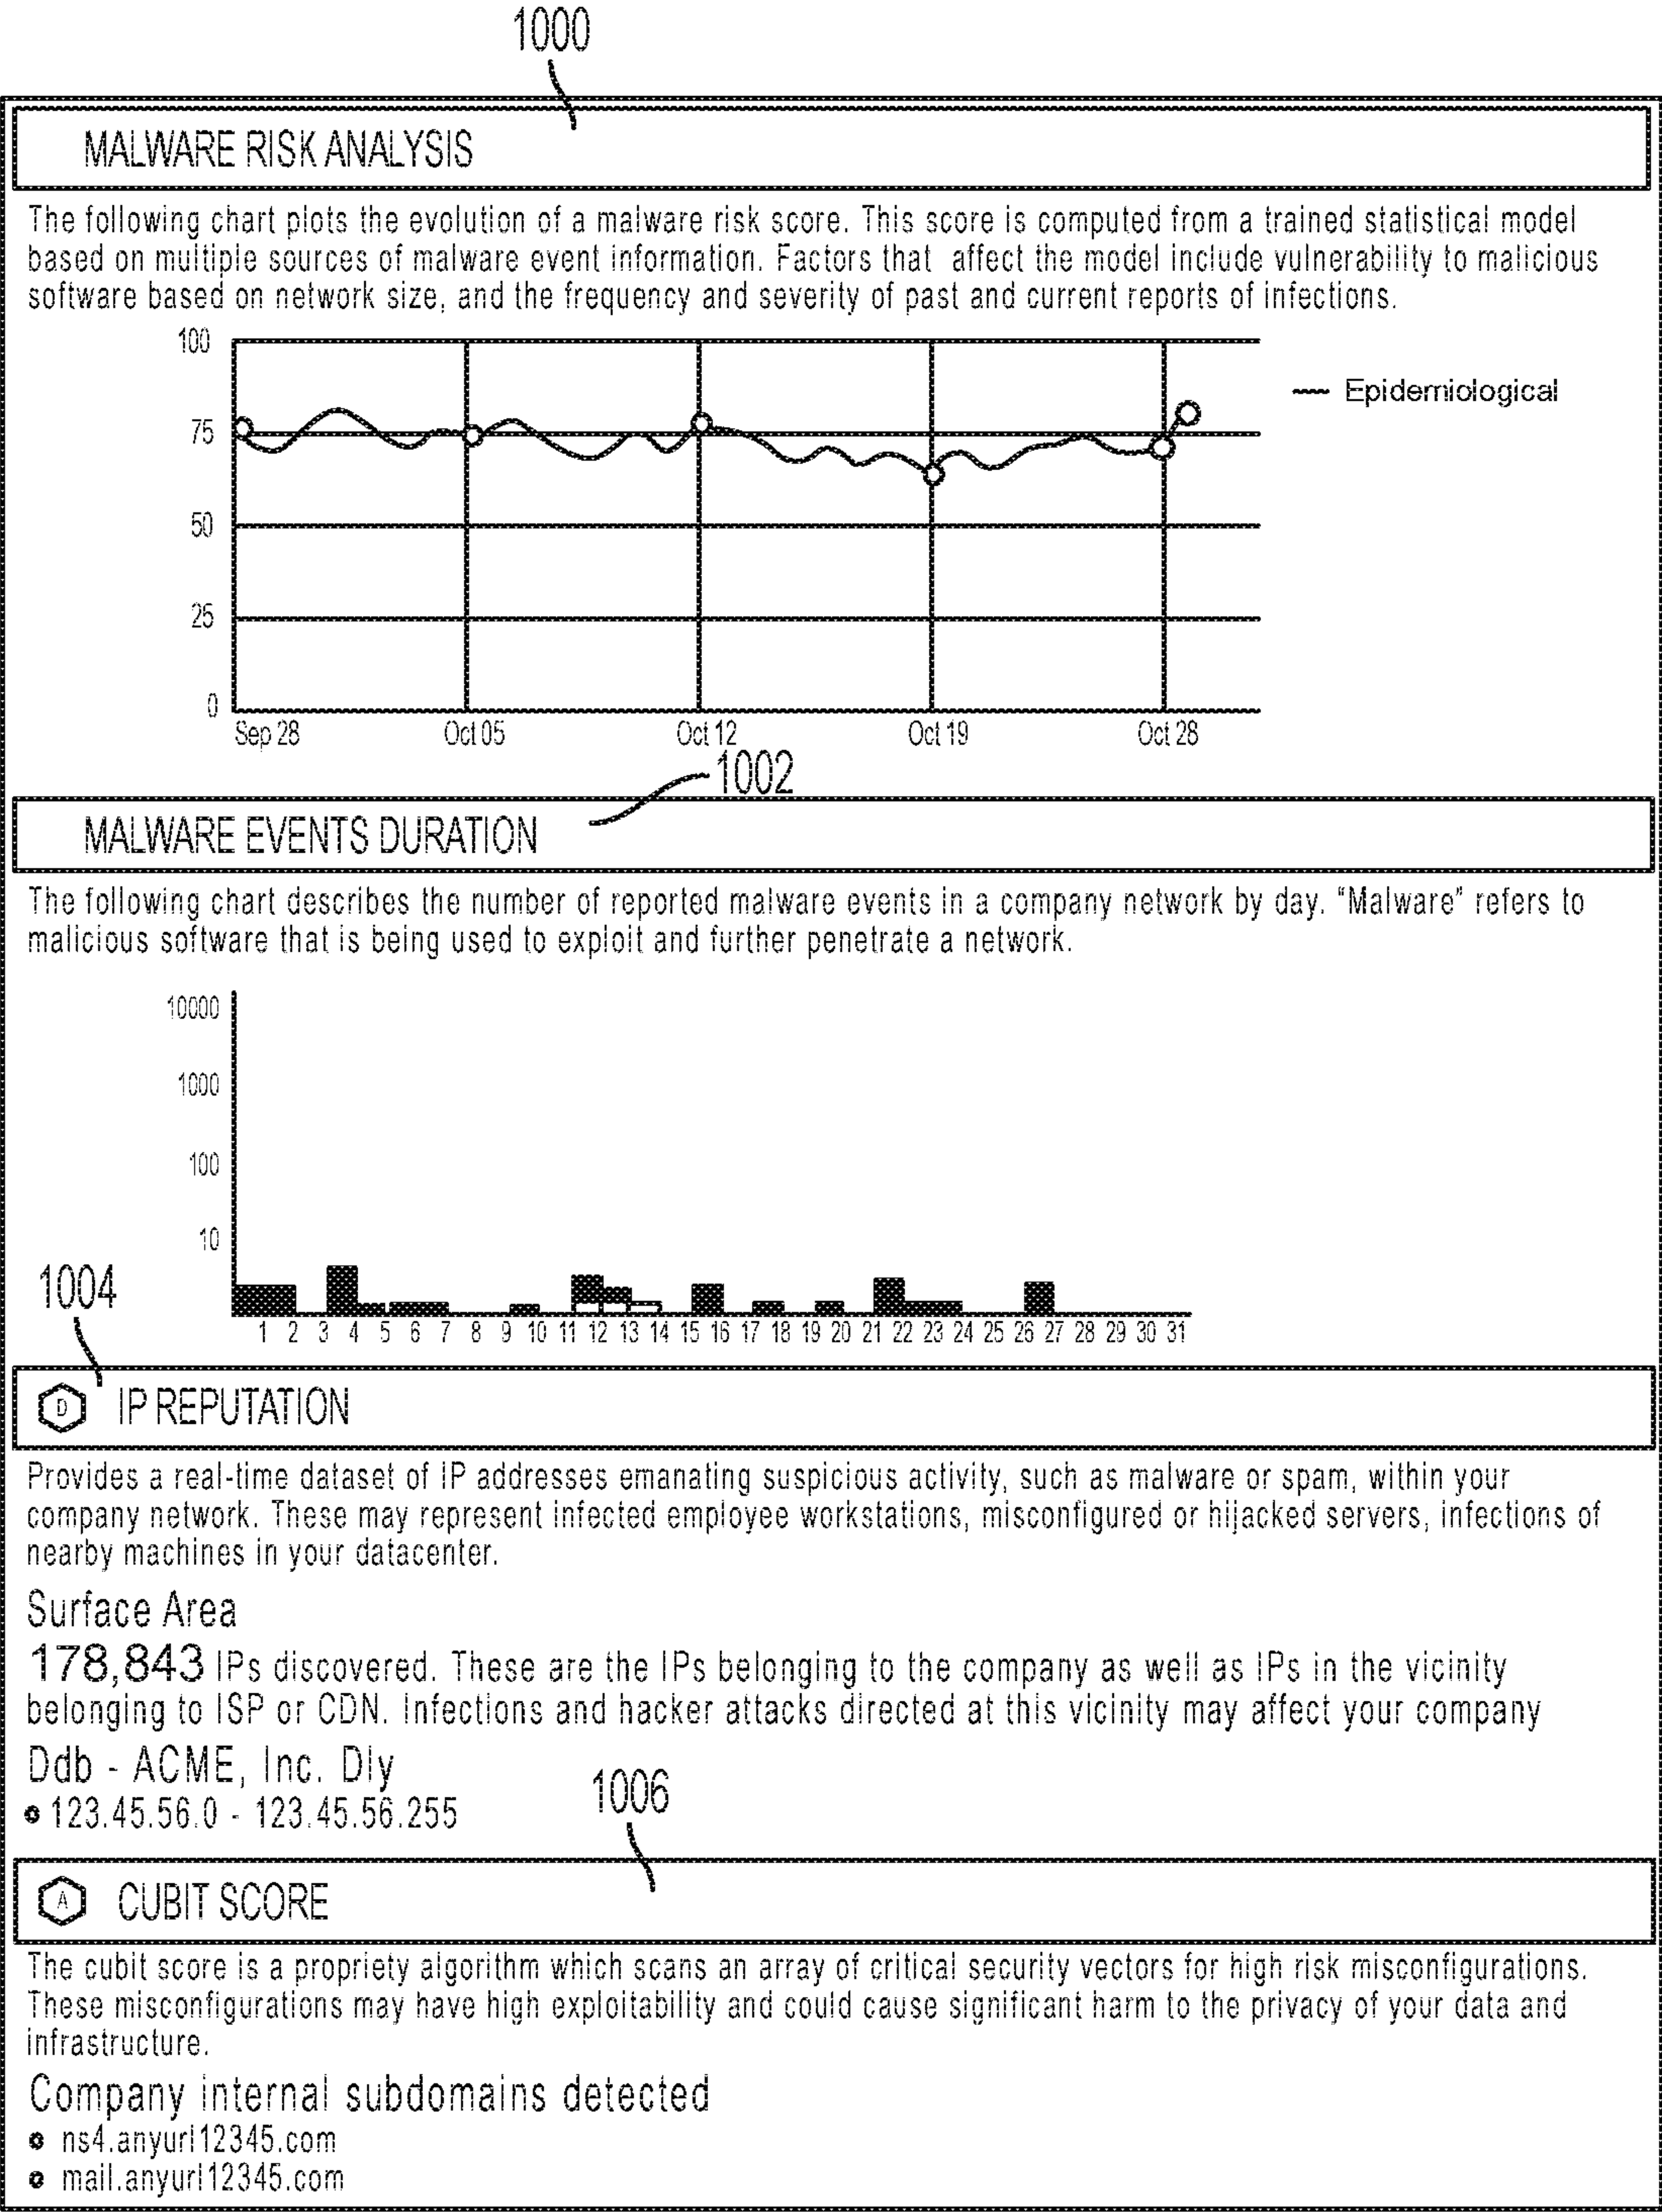 1000
MALWARE RISK ANALYSIS
The following chart plots the evolution of a malware risk score. This score is computed from a trained statistical model
based on multiple sources of malware event information. Factors that affect the model include vulnerability to malicious
software based on network size, and the frequency and severity of past and current reports of infections.
100
Epidemiological
75
50
25
0
Sep 28 Oct 05 Oct 12 Oct 19 Oct 28
1002
MALWARE EVENTS DURATION
The following chart describes the number of reported malware events in a company network by day. “Malware” refers to
malicious software that is being used to exploit and further penetrate a network.
10000
1000
100
10
1 2 3 4 5 6 7 8 9 10 11 12 13 14 15 16 17 18 19 20 21 22 23 24 25 26 27 28 29 30 31
1004
D IP REPUTATION
Provides a real-time dataset of IP addresses emanating suspicious activity, such as malware or spam, within your
company network. These may represent infected employee workstations, misconfigured or hijacked servers, infections of
nearby machines in your datacenter.
Surface Area
178,843 IPs discovered. These are the IPs belonging to the company as well as IPs in the vicinity
belonging to ISP or CDN. Infections and hacker attacks directed at this vicinity may affect your company
Ddb - ACME, Inc. Dly
123.45.56.0 - 123.45.56.255
1006
A CUBIT SCORE
The cubit score is a propriety algorithm which scans an array of critical security vectors for high risk misconfigurations.
These misconfigurations may have high exploitability and could cause significant harm to the privacy of your data and
infrastructure.
Company internal subdomains detected
ns4.anyurl12345.com
mail.anyurl12345.com